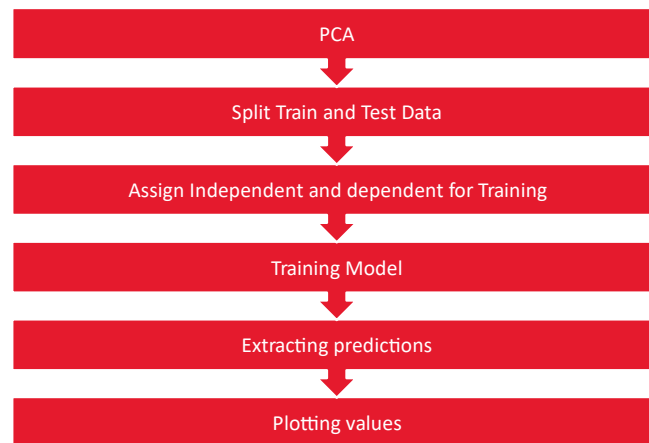 PCA
Split Train and Test Data
Assign Independent and dependent for Training
Training Model
Extracting predictions
Plotting values